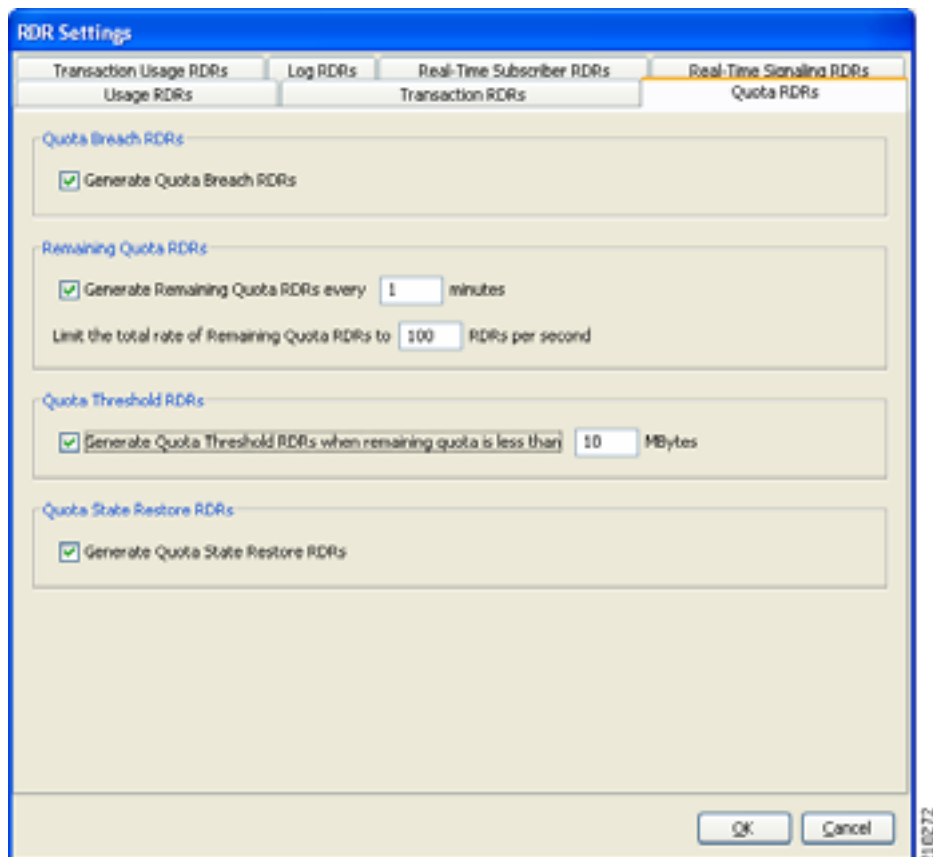 RDR Settings
Transaction Usage RDRs
Log RDRs
Real-Time Subscriber RDRs
Real-Time Signaling RDRs
Usage RDRs
Transaction RDRs
Quota RDRs
Quota Breach RDRs
Generate Quota Breach RDRs
Remaining Quota RDRs
Generate Remaining Quota RDRs every 1 minutes
Limit the total rate of Remaining Quota RDRs to 100 RDRs per second
Quota Threshold RDRs
Generate Quota Threshold RDRs when remaining quota is less than 10 MBytes
Quota State Restore RDRs
Generate Quota State Restore RDRs
OK
Cancel